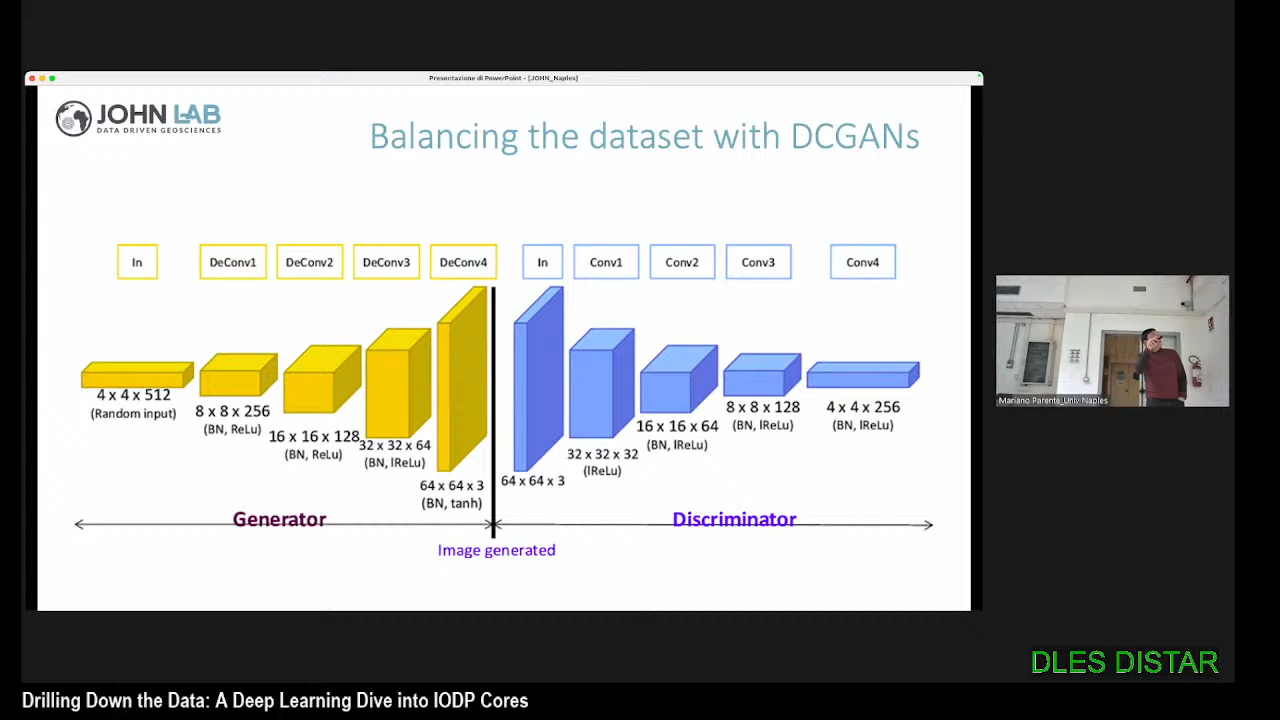 Presentazione di PowerPoint - [JOHN_Naples]
JOHN LAB
DATA DRIVEN GEOSCIENCES
Balancing the dataset with DCGANs
In
DeConv1
DeConv2
DeConv3
DeConv4
In
Conv1
Conv2
Conv3
Conv4
4 x 4 x 512
(Random input)
8 x 8 x 256
(BN, ReLu)
16 x 16 x 128
(BN, ReLu)
32 x 32 x 64
(BN, lReLu)
64 x 64 x 3
(BN, tanh)
64 x 64 x 3
32 x 32 x 32
(lReLu)
16 x 16 x 64
(BN, lReLu)
8 x 8 x 128
(BN, lReLu)
4 x 4 x 256
(BN, lReLu)
Generator
Discriminator
Image generated
Mariano Parente_Univ Naples
DLES DISTAR
Drilling Down the Data: A Deep Learning Dive into IODP Cores